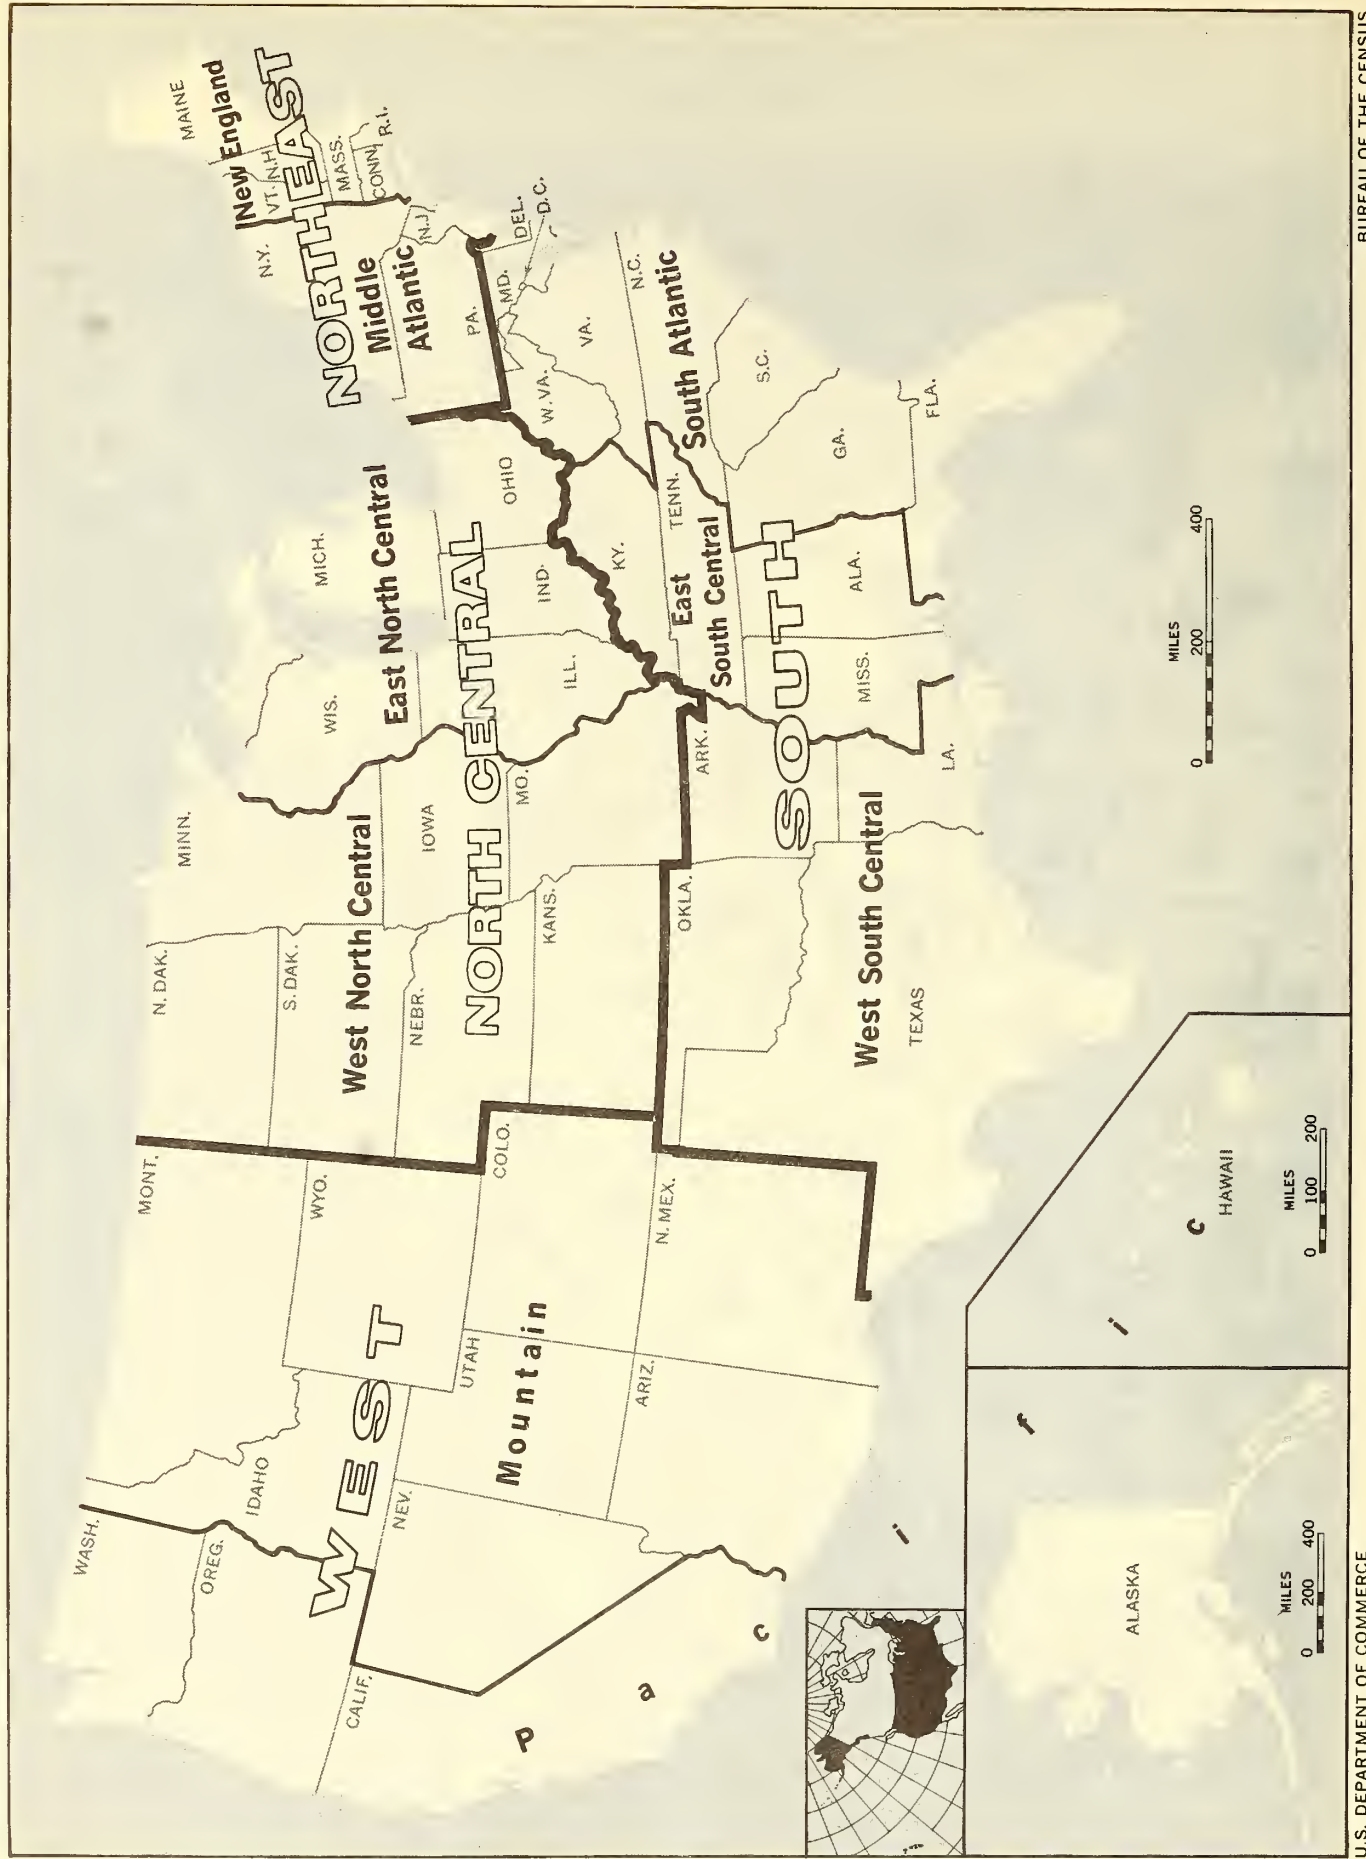 WEST
Mountain
Pacific
WASH.
OREG.
CALIF.
IDAHO
NEV.
MONT.
WYO.
UTAH
COLO.
ARIZ.
N. MEX.
NORTH CENTRAL
West North Central
N. DAK.
S. DAK.
NEBR.
KANS.
MINN.
IOWA
MO.
East North Central
WIS.
MICH.
ILL.
IND.
OHIO
NORTHEAST
New England
MAINE
VT.
N.H.
MASS.
CONN.
R.I.
Middle
Atlantic
N.Y.
N.J.
PA.
SOUTH
West South Central
TEXAS
OKLA.
ARK.
LA.
East
South Central
KY.
TENN.
MISS.
ALA.
South Atlantic
DEL.
D.C.
MD.
W.VA.
VA.
N.C.
S.C.
GA.
FLA.
ALASKA
MILES
0 200 400
HAWAII
MILES
0 100 200
MILES
0 200 400
U.S. DEPARTMENT OF COMMERCE
BUREAU OF THE CENSUS